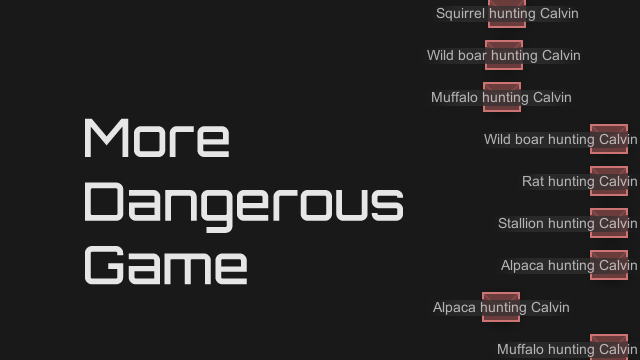 More
Dangerous
Game
Squirrel hunting Calvin
Wild boar hunting Calvin
Muffalo hunting Calvin
Wild boar hunting Calvin
Rat hunting Calvin
Stallion hunting Calvin
Alpaca hunting Calvin
Alpaca hunting Calvin
Muffalo hunting Calvin